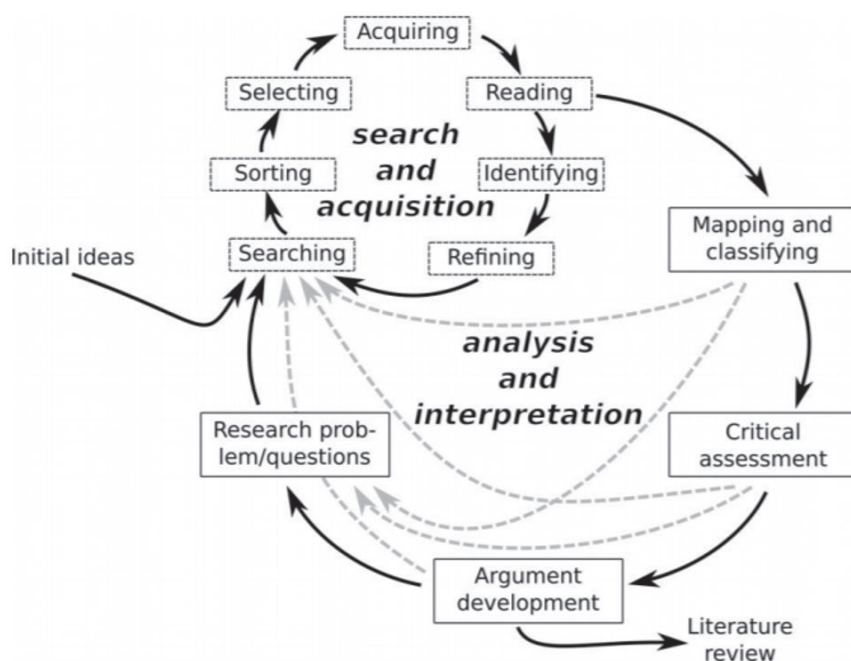 Acquiring
Selecting
Reading
search
and
acquisition
Sorting
Identifying
Mapping and
classifying
Initial ideas
Searching
Refining
analysis
and
interpretation
Research prob-
lem/questions
Critical
assessment
Argument
development
Literature
review